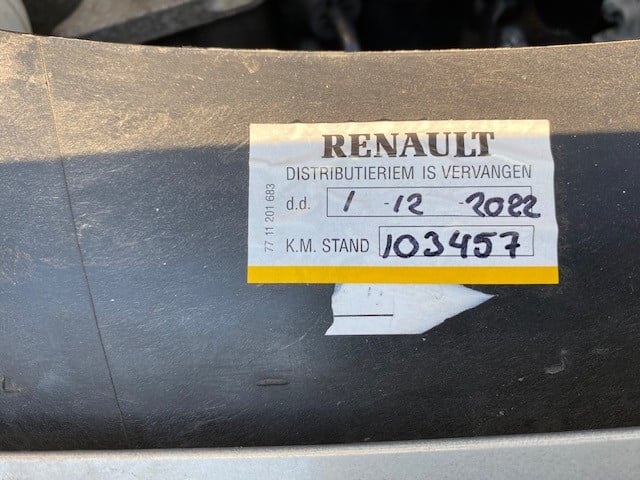 RENAULT
DISTRIBUTIERIEM IS VERVANGEN
d.d. 1 -12 -2022
K.M. STAND 103457
77 11 201 683